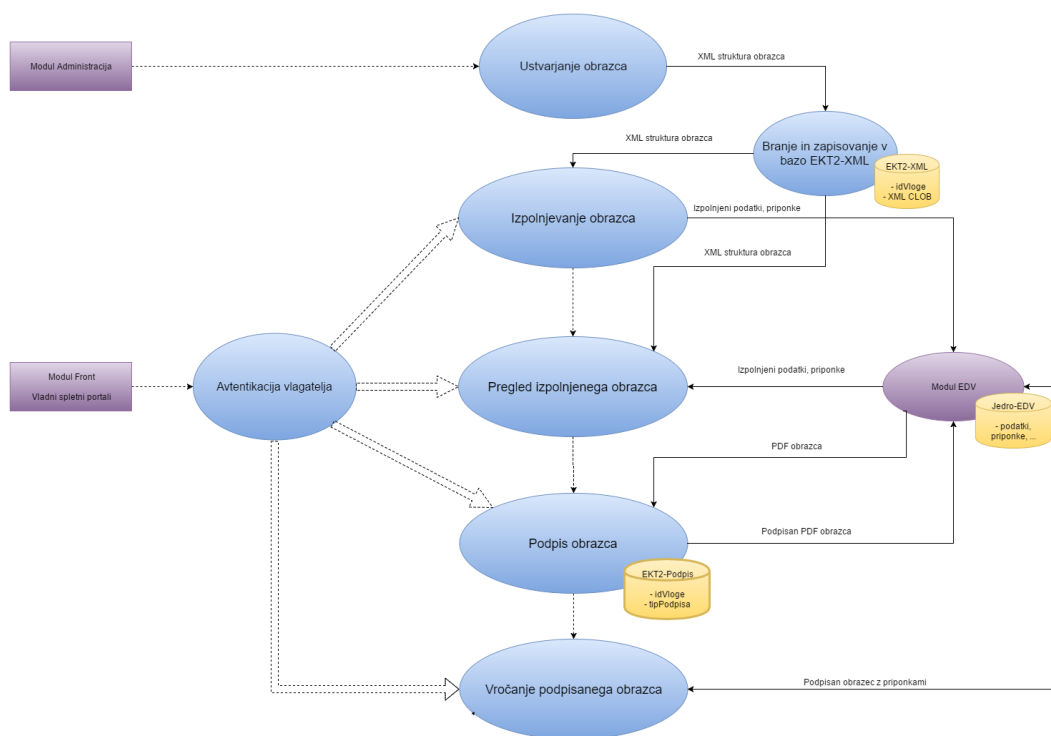 Modul Administracija
Ustvarjanje obrazca
XML struktura obrazca
Branje in zapisovanje v
bazo EKT2-XML
EKT2-XML
- idVloge
- XML CLOB
XML struktura obrazca
Izpolnjevanje obrazca
Izpolnjeni podatki, priponke
XML struktura obrazca
Modul Front
Vladni spletni portali
Avtentikacija vlagatelja
Pregled izpolnjenega obrazca
Izpolnjeni podatki, priponke
Modul EDV
Jedro-EDV
- podatki,
priponke, ...
PDF obrazca
Podpis obrazca
Podpisan PDF obrazca
EKT2-Podpis
- idVloge
- tipPodpisa
Vročanje podpisanega obrazca
Podpisan obrazec z priponkami